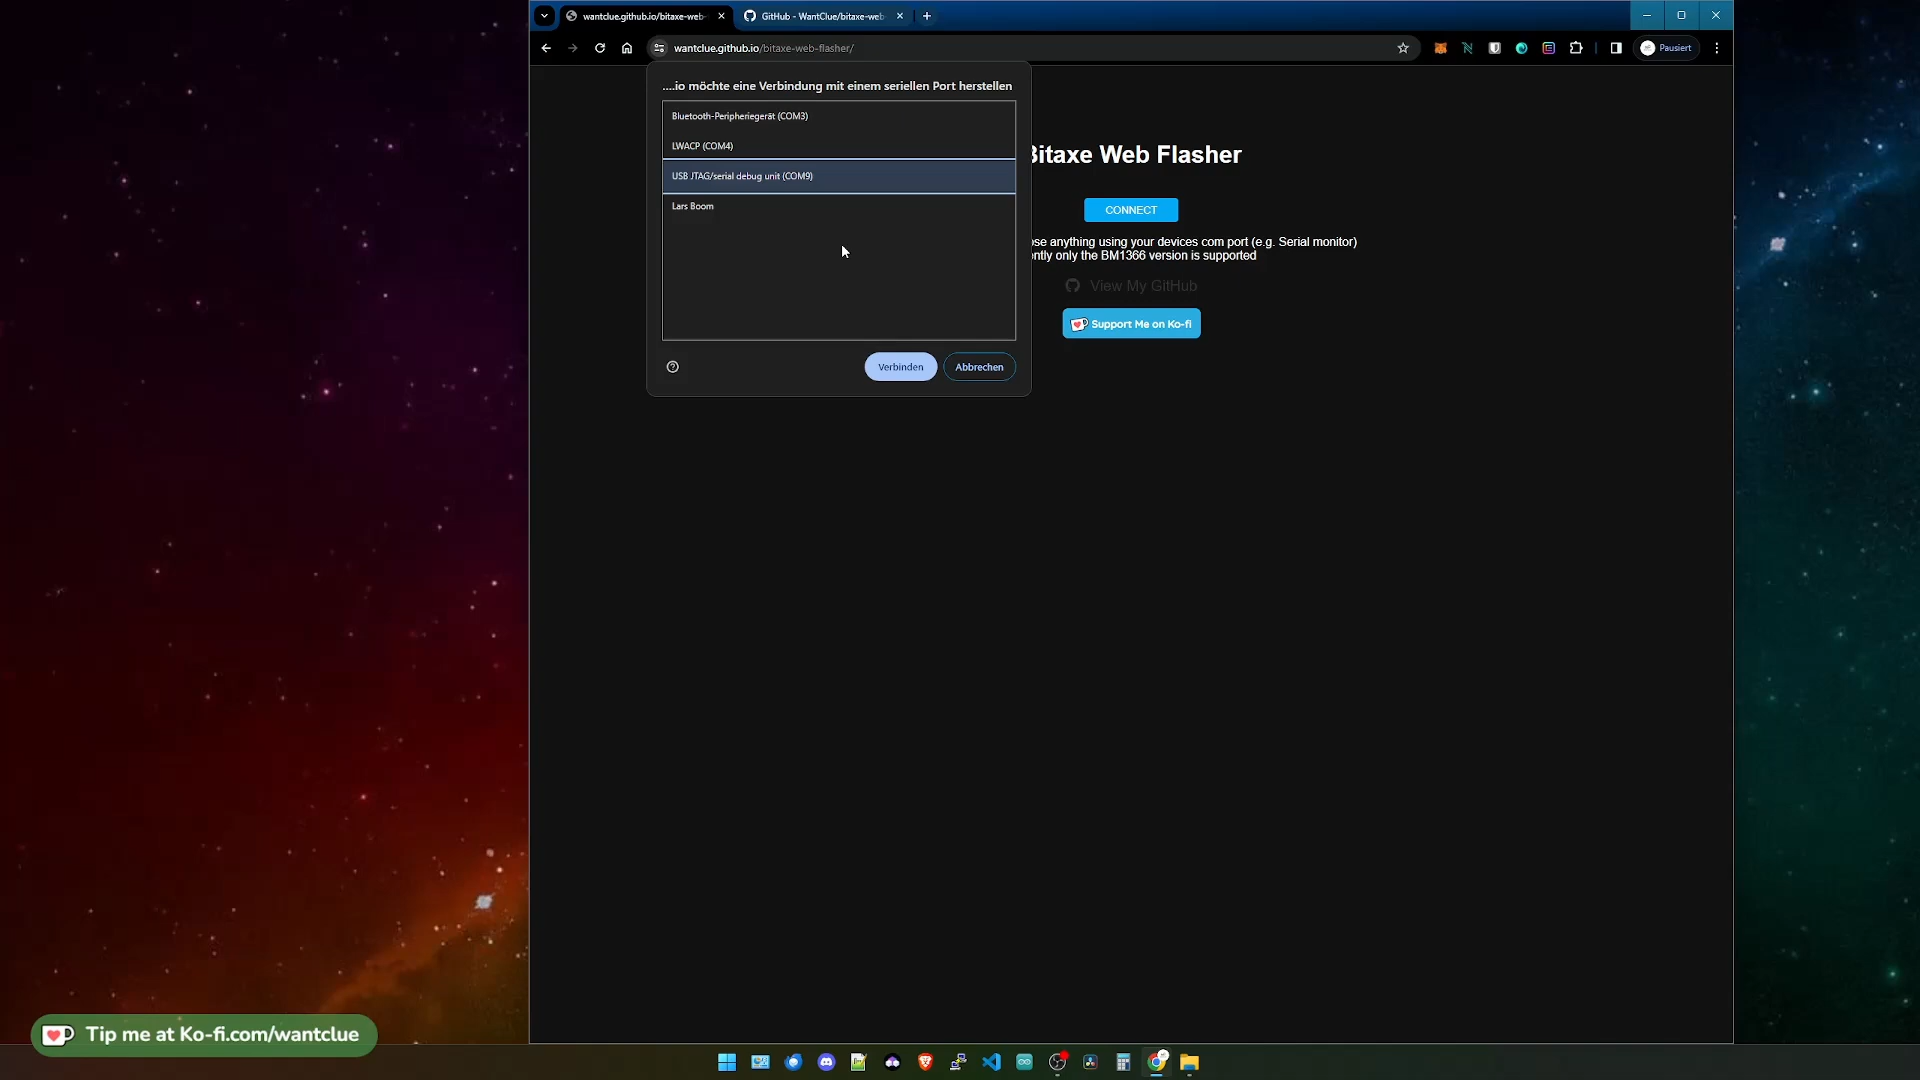 wantclue.github.io/bitaxe-web-
GitHub - WantClue/bitaxe-web
wantclue.github.io/bitaxe-web-flasher/
Pausiert
....io möchte eine Verbindung mit einem seriellen Port herstellen
Bluetooth-Peripheriegerät (COM3)
LWACP (COM4)
USB JTAG/serial debug unit (COM9)
Lars Boom
Verbinden
Abbrechen
Bitaxe Web Flasher
CONNECT
anything using your devices com port (e.g. Serial monitor)
only the BM1366 version is supported
View My GitHub
Support Me on Ko-fi
Tip me at Ko-fi.com/wantclue